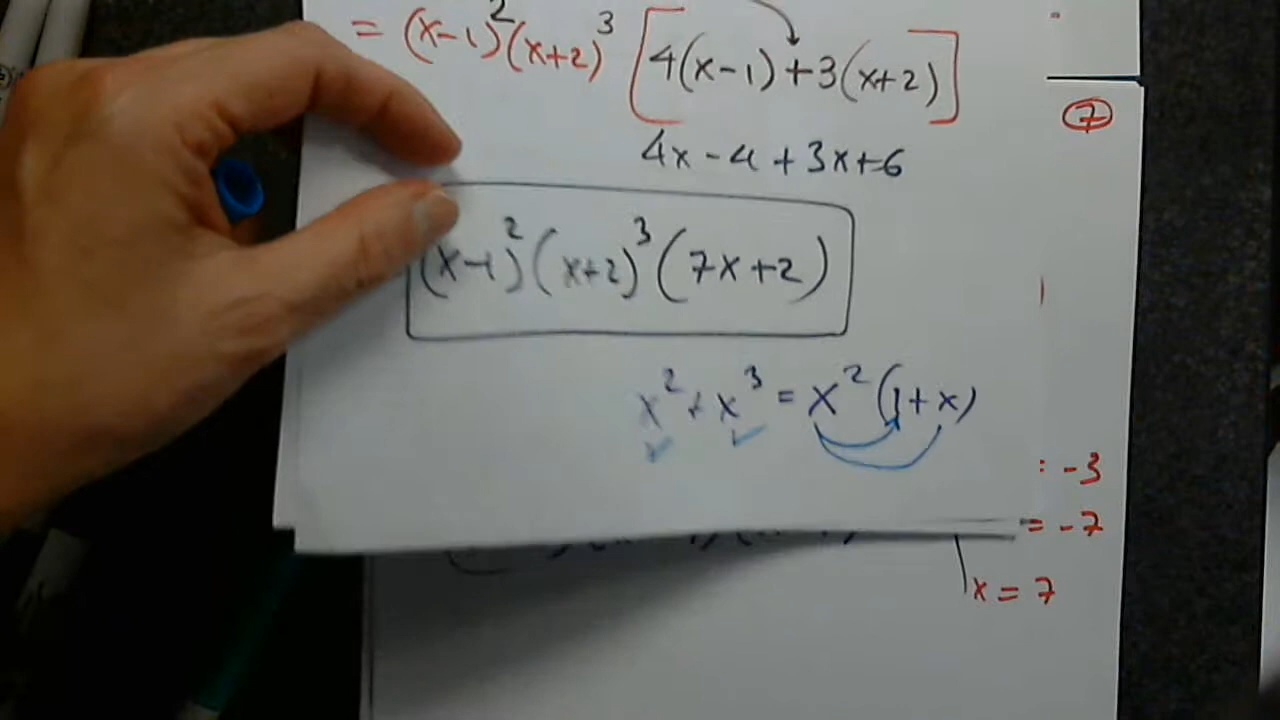 = (x-1)²(x+2)³ [4(x-1)+3(x+2)]
⑦
4x - 4 + 3x+6
(x-1)²(x+2)³(7x+2)
x² + x³ = x²(1+x)
: -3
= -7
x = 7